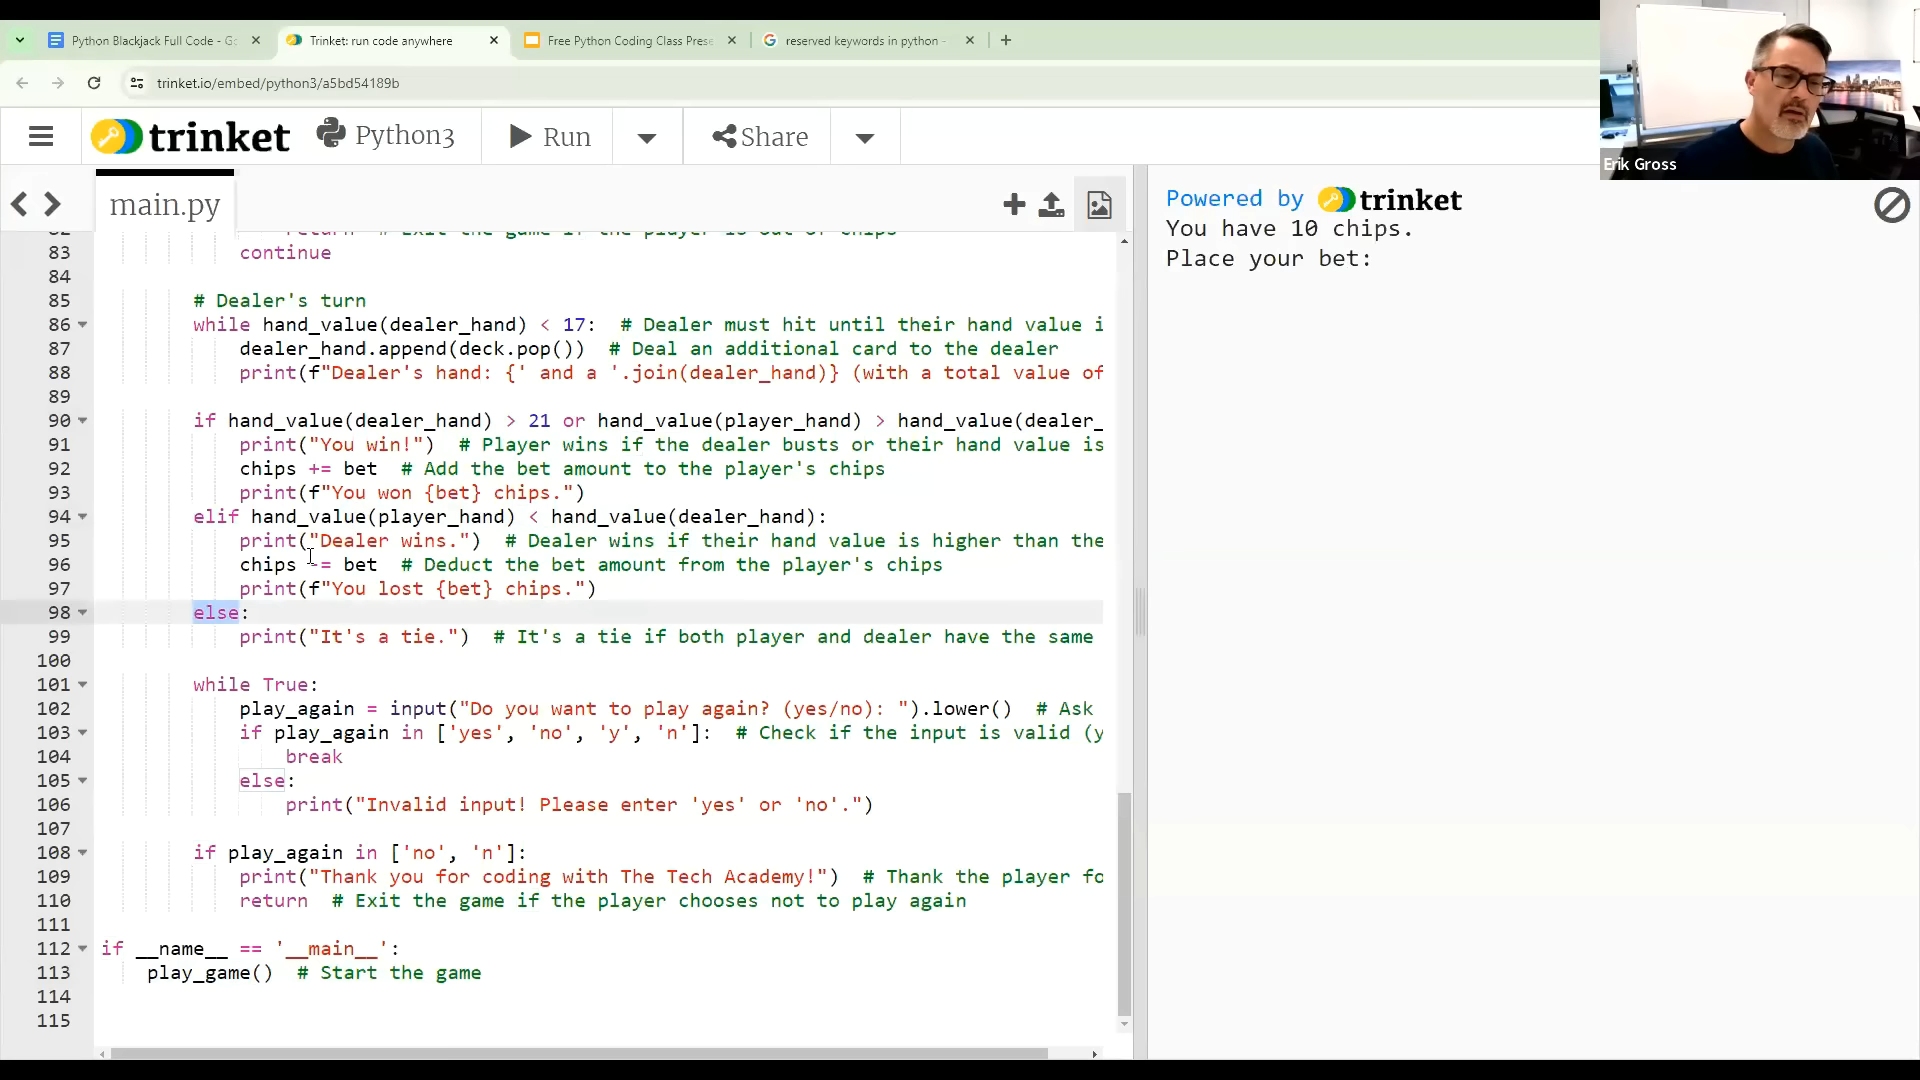 Python Blackjack Full Code - Go
Trinket: run code anywhere
Free Python Coding Class Prese
reserved keywords in python -
trinket.io/embed/python3/a5bd54189b
trinket
Python3
Run
Share
Erik Gross
main.py
82 return # Exit the game if the player is out of chips
83 continue
84
85 # Dealer's turn
86 while hand_value(dealer_hand) < 17: # Dealer must hit until their hand value i
87 dealer_hand.append(deck.pop()) # Deal an additional card to the dealer
88 print(f"Dealer's hand: {' and a '.join(dealer_hand)} (with a total value of
89
90 if hand_value(dealer_hand) > 21 or hand_value(player_hand) > hand_value(dealer_
91 print("You win!") # Player wins if the dealer busts or their hand value is
92 chips += bet # Add the bet amount to the player's chips
93 print(f"You won {bet} chips.")
94 elif hand_value(player_hand) < hand_value(dealer_hand):
95 print("Dealer wins.") # Dealer wins if their hand value is higher than the
96 chips -= bet # Deduct the bet amount from the player's chips
97 print(f"You lost {bet} chips.")
98 else:
99 print("It's a tie.") # It's a tie if both player and dealer have the same
100
101 while True:
102 play_again = input("Do you want to play again? (yes/no): ").lower() # Ask
103 if play_again in ['yes', 'no', 'y', 'n']: # Check if the input is valid (y
104 break
105 else:
106 print("Invalid input! Please enter 'yes' or 'no'.")
107
108 if play_again in ['no', 'n']:
109 print("Thank you for coding with The Tech Academy!") # Thank the player fo
110 return # Exit the game if the player chooses not to play again
111
112 if __name__ == '__main__':
113 play_game() # Start the game
114
115
Powered by trinket
You have 10 chips.
Place your bet: